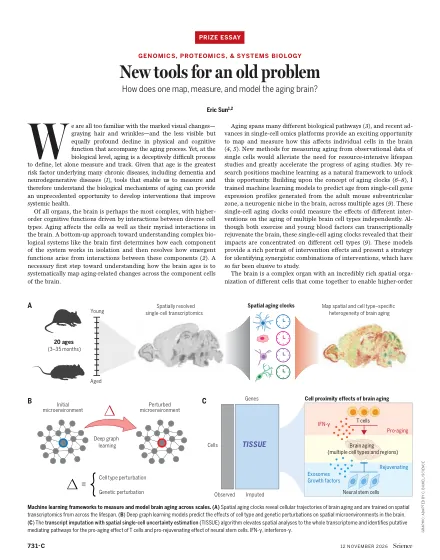 PRIZE ESSAY
GENOMICS, PROTEOMICS, & SYSTEMS BIOLOGY
New tools for an old problem
How does one map, measure, and model the aging brain?
Eric Sun1,2
We are all too familiar with the marked visual changes—
graying hair and wrinkles—and the less visible but
equally profound decline in physical and cognitive
function that accompany the aging process. Yet, at the
biological level, aging is a deceptively difficult process
to define, let alone measure and track. Given that age is the greatest
risk factor underlying many chronic diseases, including dementia and
neurodegenerative diseases (1), tools that enable us to measure and
therefore understand the biological mechanisms of aging can provide
an unprecedented opportunity to develop interventions that improve
systemic health.
Of all organs, the brain is perhaps the most complex, with higher-
order cognitive functions driven by interactions between diverse cell
types. Aging affects the cells as well as their myriad interactions in
the brain. A bottom-up approach toward understanding complex bio-
logical systems like the brain first determines how each component of
the system varies in isolation and then resolves how emergent functions
arise from interactions between these components (2). A
necessary first step toward understanding how the brain ages is to
systematically map aging-related changes across the component cells
of the brain.
Aging spans many different biological pathways (3), and recent ad-
vances in single-cell omics platforms provide an exciting opportunity
to map and measure how this affects individual cells in the brain
(4, 5). New methods for measuring aging from observational data of
single cells would alleviate the need for resource-intensive lifespan
studies and greatly accelerate the progress of aging studies. My re-
search positions machine learning as a natural framework to unlock
this opportunity. Building upon the concept of aging clocks (6–8), I
trained machine learning models to predict age from single-cell gene
expression profiles generated from the adult mouse subventricular
zone, a neurogenic niche in the brain, across multiple ages (9). These
single-cell aging clocks could measure the effects of different inter-
ventions on the aging of multiple brain cell types independently. Al-
though both exercise and young blood factors can transcriptionally
rejuvenate the brain, these single-cell aging clocks revealed that their
impacts are concentrated on different cell types (9). These models
provide a rich portrait of intervention effects and present a strategy
for identifying synergistic combinations of interventions, which have
so far been elusive to study.
The brain is a complex organ with an incredibly rich spatial orga-
nization of different cells that come together to enable higher-order
A
Young
20 ages
(3–35 months)
Aged
Spatially resolved
single-cell transcriptomics
Spatial aging clocks
Map spatial and cell type–specific
heterogeneity of brain aging
B
Initial
microenvironment
Δ
Perturbed
microenvironment
Deep graph
learning
Δ =
Cell type perturbation
Genetic perturbation
C
Genes
Cells
TISSUE
Observed Imputed
Cell proximity effects of brain aging
T cells
IFN-γ
Pro-aging
Brain aging
(multiple cell types and regions)
Rejuvenating
Exosomes
Growth factors
Neural stem cells
Machine learning frameworks to measure and model brain aging across scales. (A) Spatial aging clocks reveal cellular trajectories of brain aging and are trained on spatial
transcriptomics from across the lifespan. (B) Deep graph learning models predict the effects of cell type and genetic perturbations on spatial microenvironments in the brain.
(C) The transcript imputation with spatial single-cell uncertainty estimation (TISSUE) algorithm elevates spatial analyses to the whole transcriptome and identifies putative
mediating pathways for the pro-aging effect of T cells and pro-rejuvenating effect of neural stem cells. IFN-γ, interferon-γ.
731-C
12 NOVEMBER 2026 Science